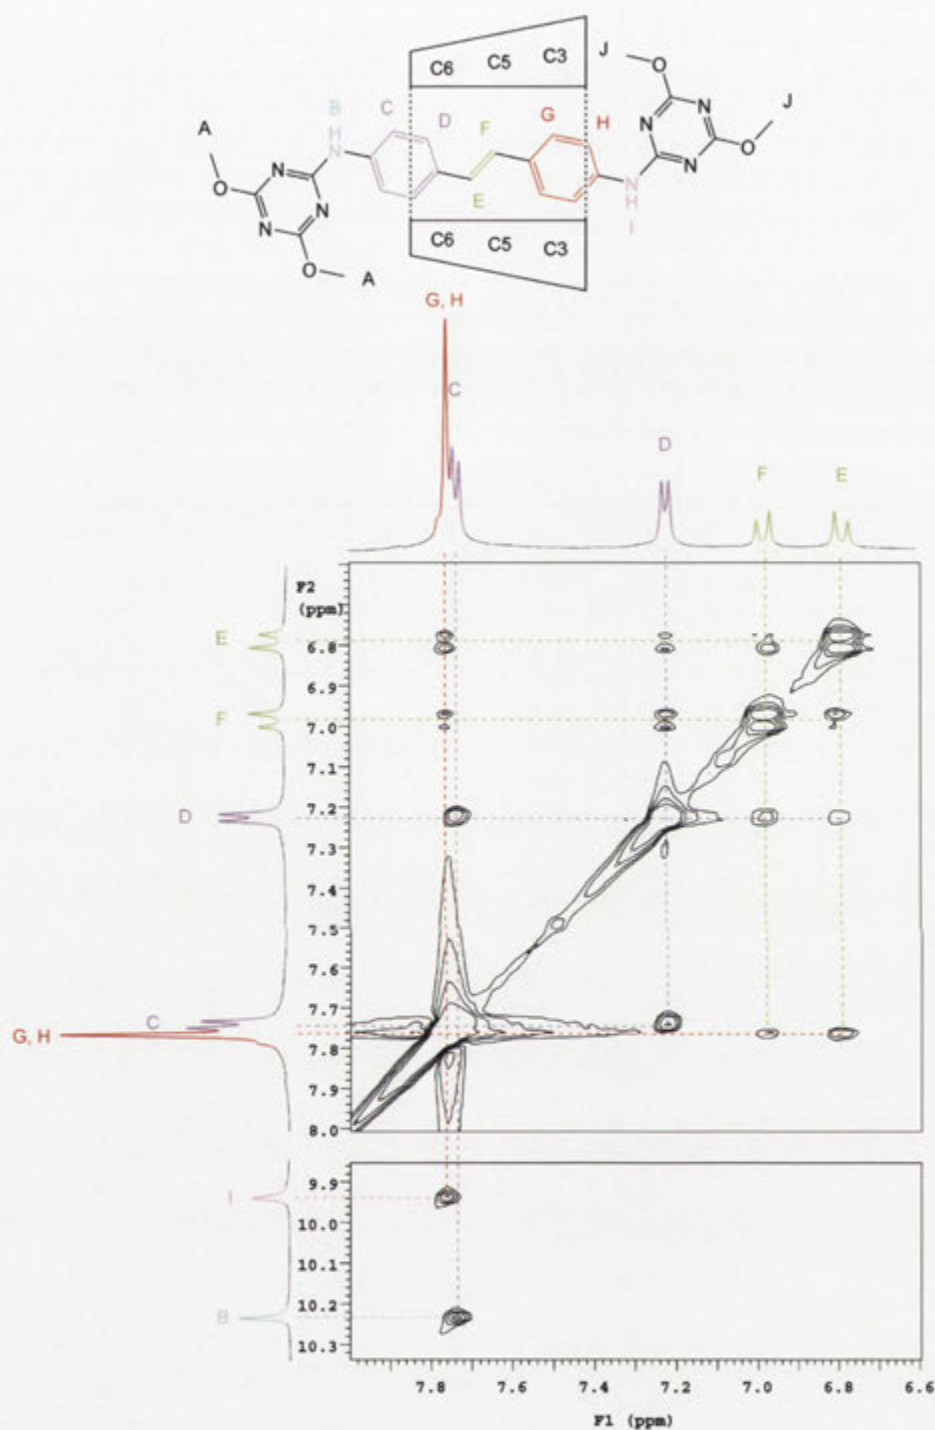 C6 C5 C3 J
O
B C D F G H N N J
A H N O
O N N N
N N E H
N I
O C6 C5 C3
A
G, H
C
D
F E
F2
(ppm)
E 6.8
6.9
F 7.0
7.1
D 7.2
7.3
7.4
7.5
7.6
7.7
C
G, H 7.8
7.9
8.0
9.9
I
10.0
10.1
B 10.2
10.3
7.8 7.6 7.4 7.2 7.0 6.8 6.6
F1 (ppm)